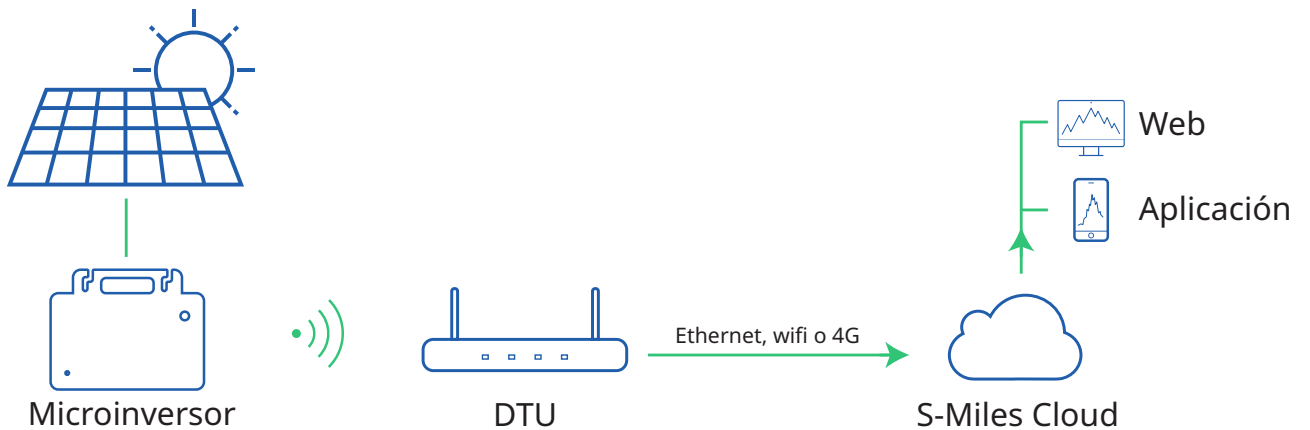 Web
Aplicación
Ethernet, wifi o 4G
Microinversor
DTU
S-Miles Cloud